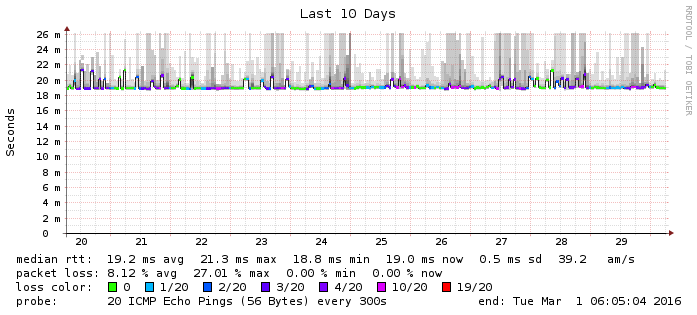 Last 10 Days
RRDTOOL / TOBI OETIKER
Seconds
26 m
24 m
22 m
20 m
18 m
16 m
14 m
12 m
10 m
8 m
6 m
4 m
2 m
0
20 21 22 23 24 25 26 27 28 29
median rtt: 19.2 ms avg 21.3 ms max 18.8 ms min 19.0 ms now 0.5 ms sd 39.2 am/s
packet loss: 8.12 % avg 27.01 % max 0.00 % min 0.00 % now
loss color: 0 1/20 2/20 3/20 4/20 10/20 19/20
probe: 20 ICMP Echo Pings (56 Bytes) every 300s end: Tue Mar 1 06:05:04 2016